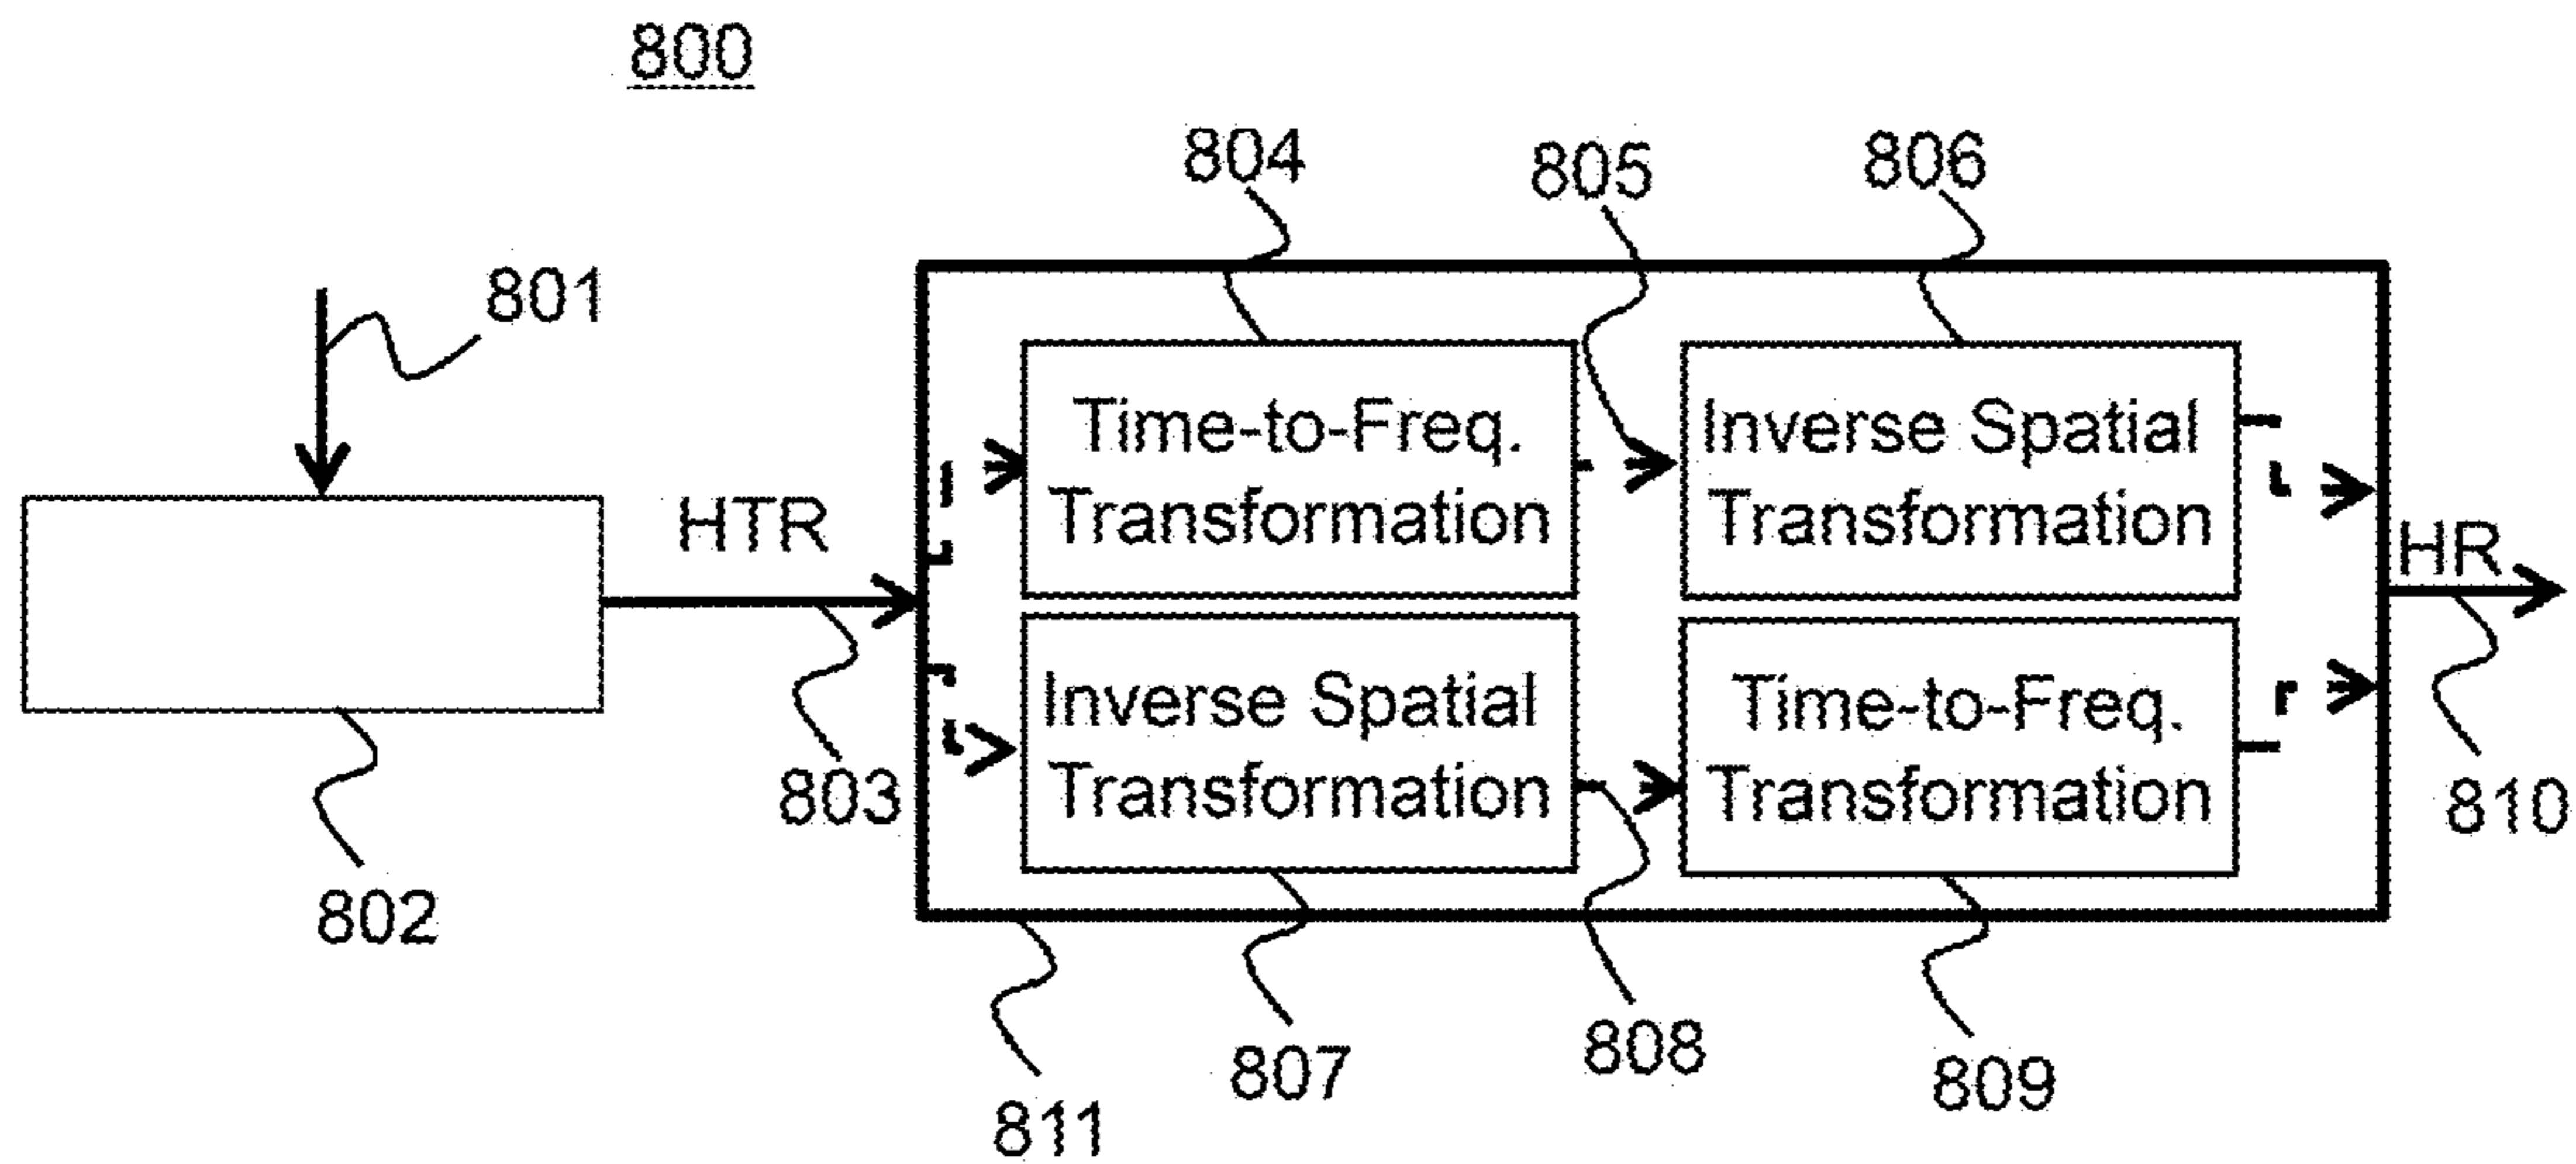 800
804
805
806
801
Time-to-Freq.
Transformation
Inverse Spatial
Transformation
HTR
HR
Inverse Spatial
Transformation
Time-to-Freq.
Transformation
803
810
802
807
808
809
811